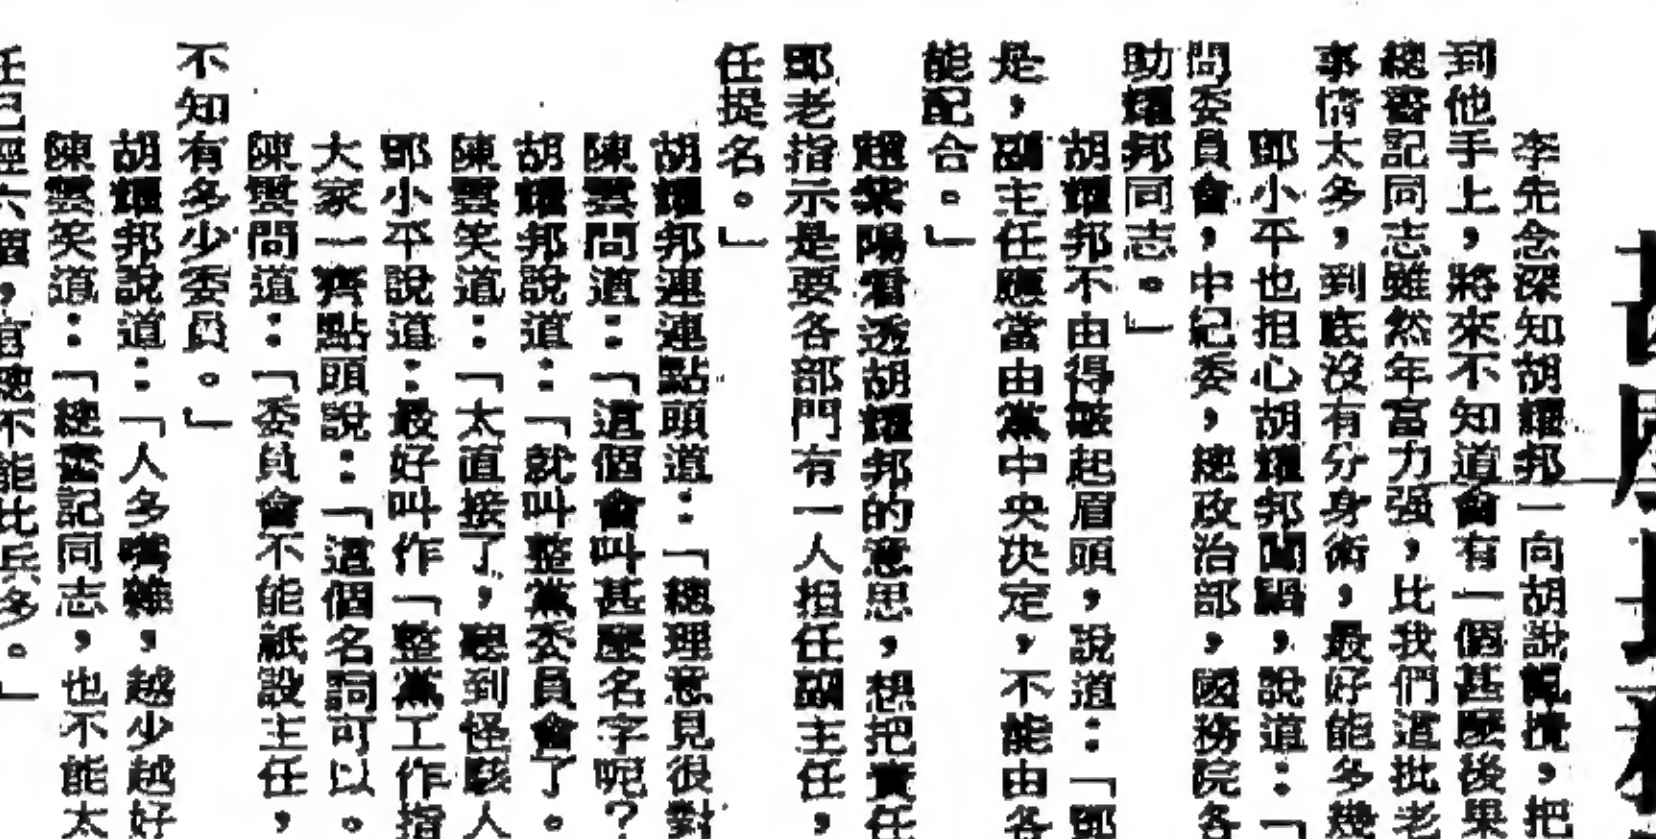 李先念深知胡耀邦一向胡說亂攪，把
到他手上，將來不知道會有一個甚麽後果
總書記同志雖然年富力强，比我們這批老
事情太多，到底沒有分身術，最好能多幾
鄧小平也担心胡耀邦闖禍，說道：「
問委員會，中紀委，總政治部，國務院各
助耀邦同志。」
胡耀邦不由得皺起眉頭，說道：「鄧
是，副主任應當由黨中央決定，不能由各
能配合。」
趙紫陽看透胡耀邦的意思，想把責任
鄧老指示是要各部門有一人担任副主任，
任提名。」
胡耀邦連連點頭道：「總理意見很對
陳雲問道：「這個會叫甚麽名字呢？
胡耀邦說道：「就叫整黨委員會了。
陳雲笑道：「太直接了，聽到怪駭人
鄧小平說道：最好叫作「整黨工作指
大家一齊點頭說：「這個名詞可以。
陳雲問道：「委員會不能祇設主任，
不知有多少委員。」
胡耀邦說道：「人多嘴雜，越少越好
陳雲笑道：「總書記同志，也不能太
任已經六個，官總不能比兵多。」